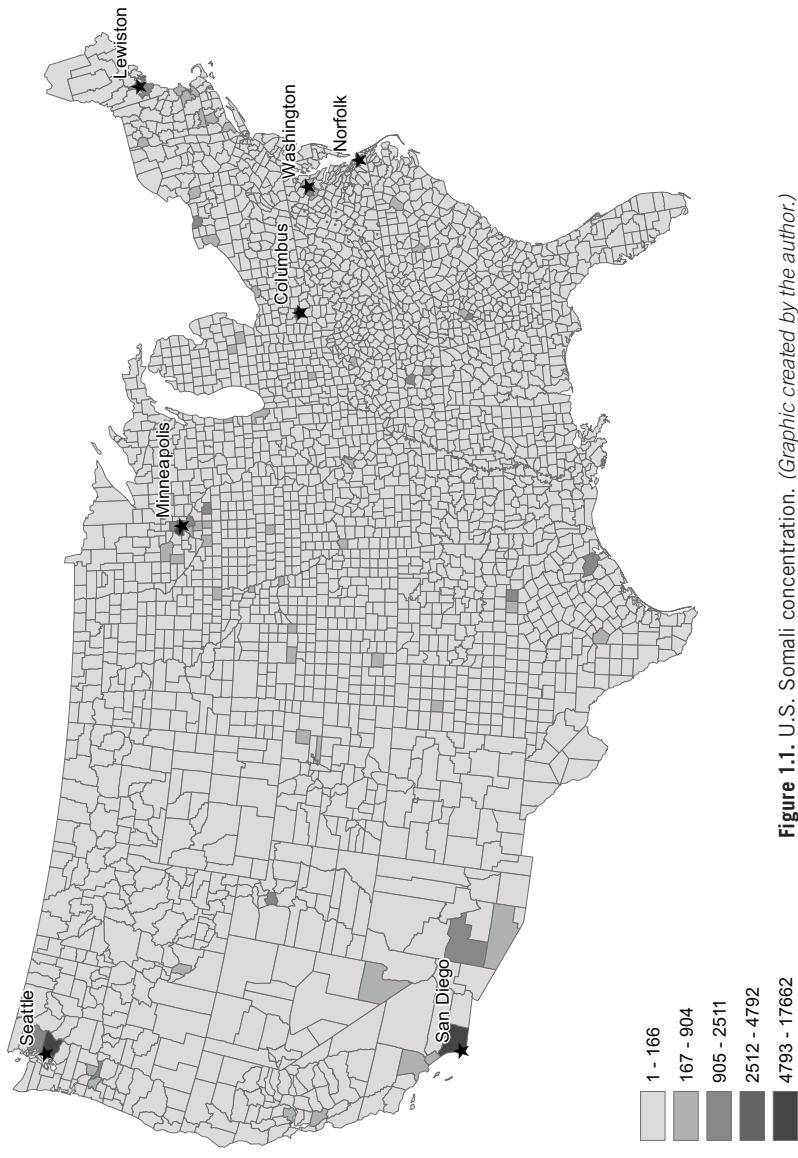 Seattle
San Diego
Minneapolis
Columbus
Washington
Norfolk
Lewiston
1 - 166
167 - 904
905 - 2511
2512 - 4792
4793 - 17662
Figure 1.1. U.S. Somali concentration. (Graphic created by the author.)